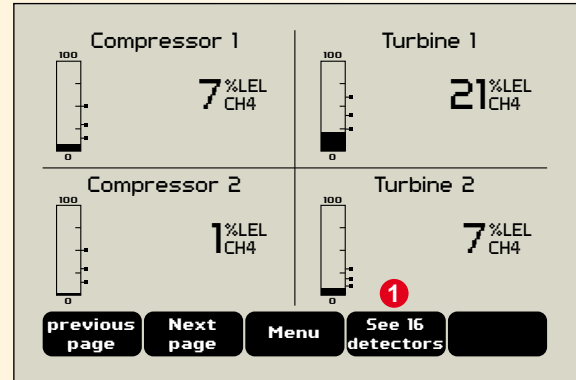 Compressor 1
100
7 %LEL
CH4
0
Turbine 1
100
21 %LEL
CH4
0
Compressor 2
100
1 %LEL
CH4
0
Turbine 2
100
7 %LEL
CH4
0
1
previous
page
Next
page
Menu
See 16
detectors